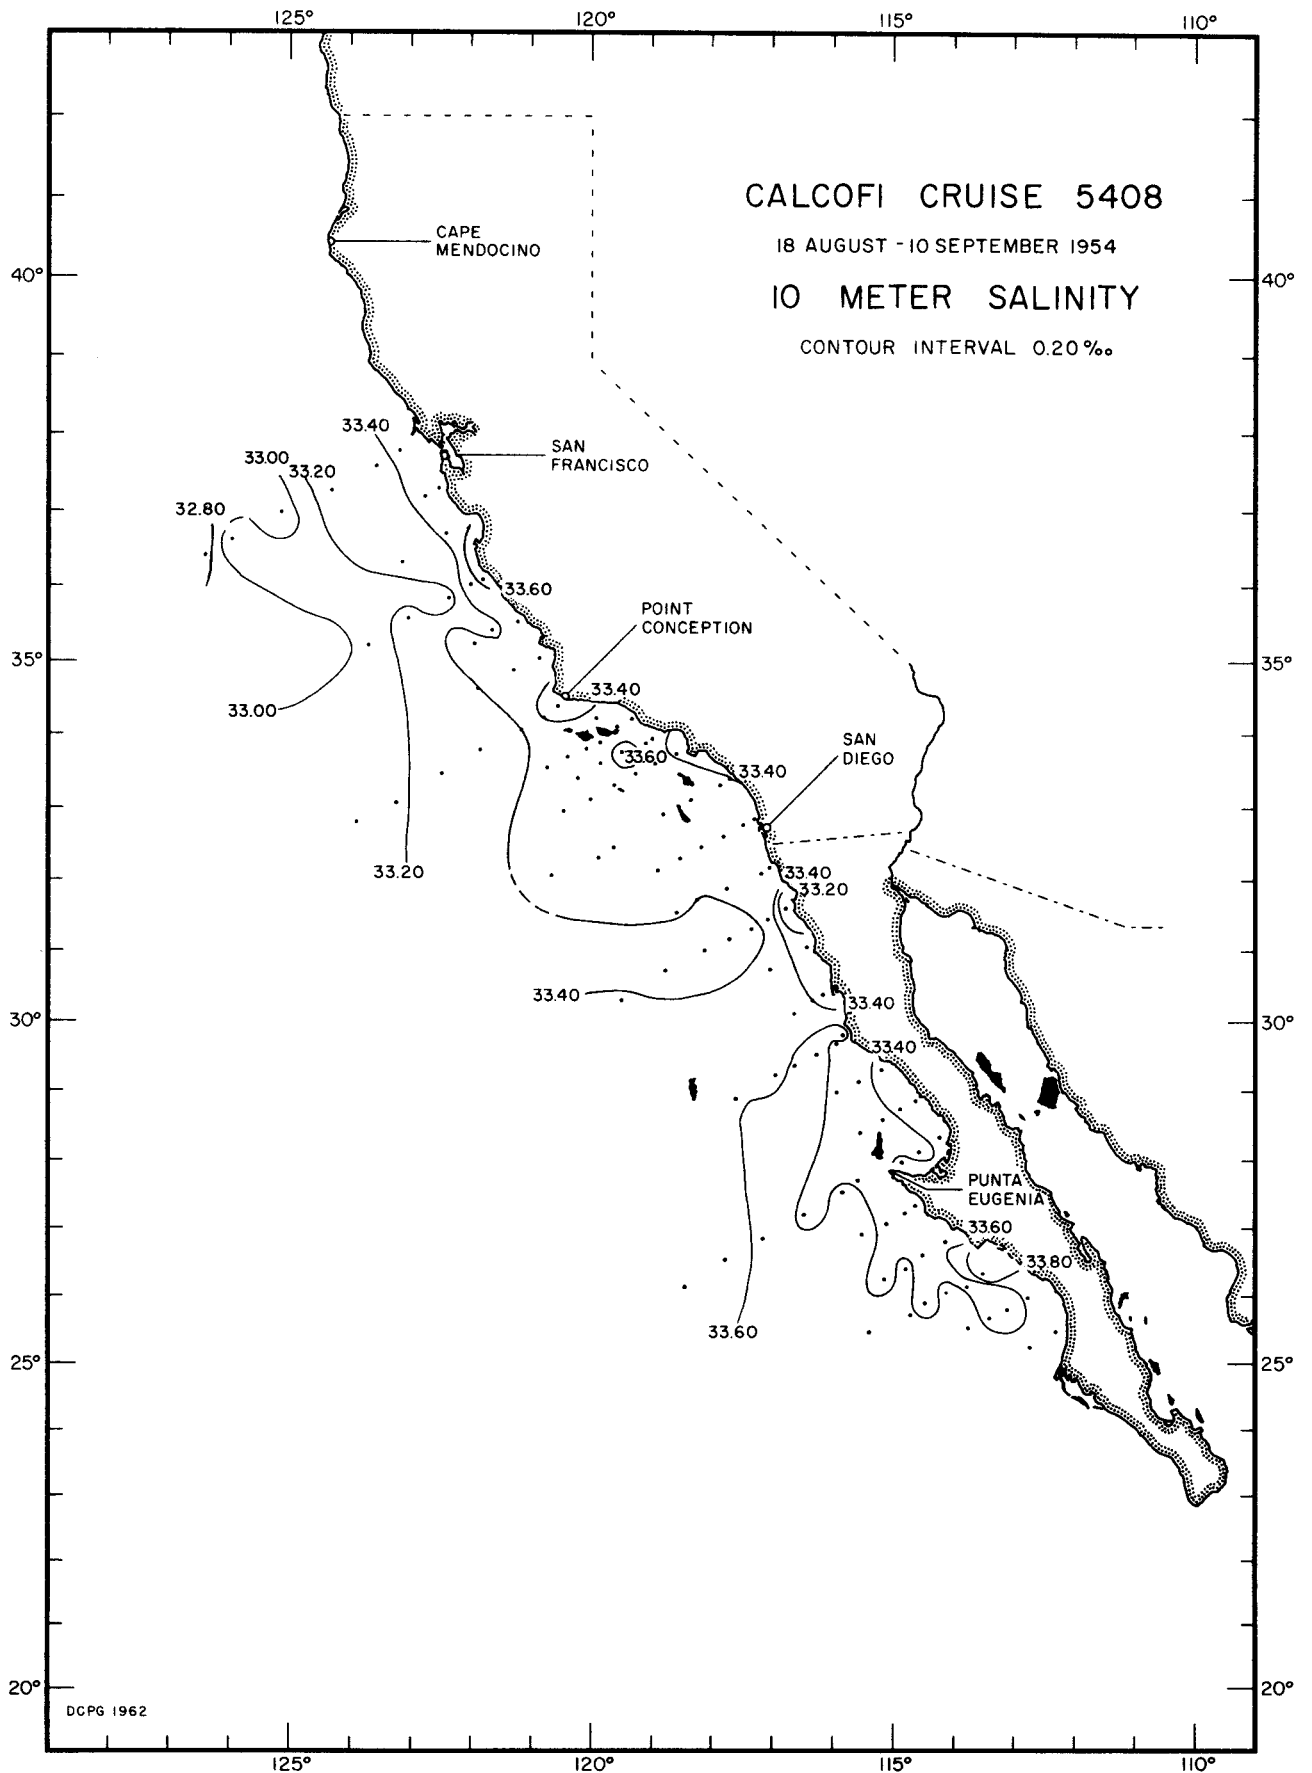 125°
120°
115°
110°
CALCOFI CRUISE 5408
18 AUGUST - 10 SEPTEMBER 1954
10 METER SALINITY
CONTOUR INTERVAL 0.20‰
CAPE
MENDOCINO
40°
40°
33.40
SAN
FRANCISCO
33.00
33.20
32.80
33.60
POINT
CONCEPTION
35°
35°
33.40
33.00
SAN
DIEGO
33.60
33.40
33.20
33.40
33.20
33.40
33.40
30°
30°
33.40
PUNTA
EUGENIA
33.60
33.80
33.60
25°
25°
20°
20°
DCPG 1962
125°
120°
115°
110°